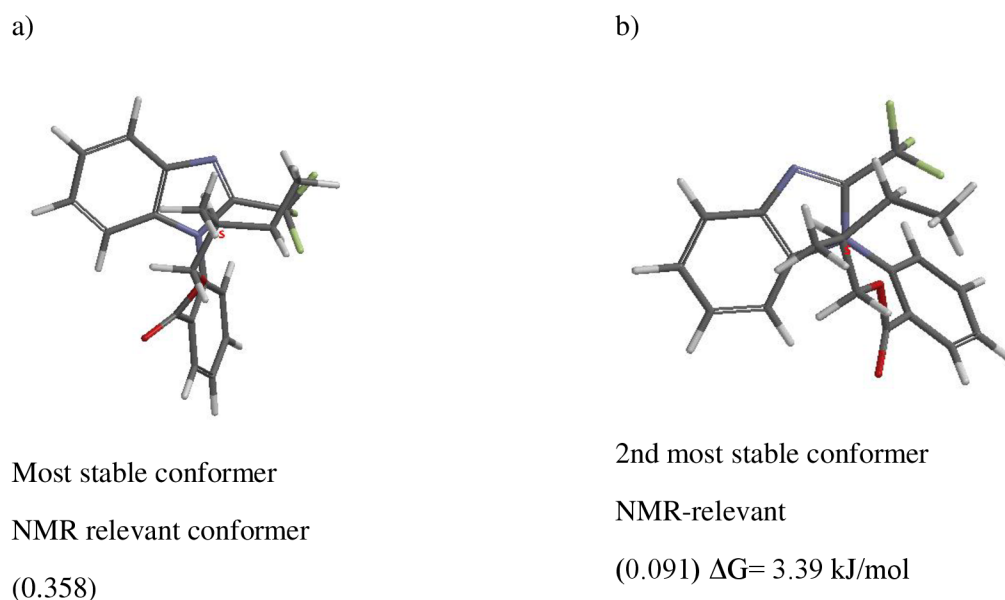 a)
b)
s
s
Most stable conformer
NMR relevant conformer
(0.358)
2nd most stable conformer
NMR-relevant
(0.091) ΔG= 3.39 kJ/mol